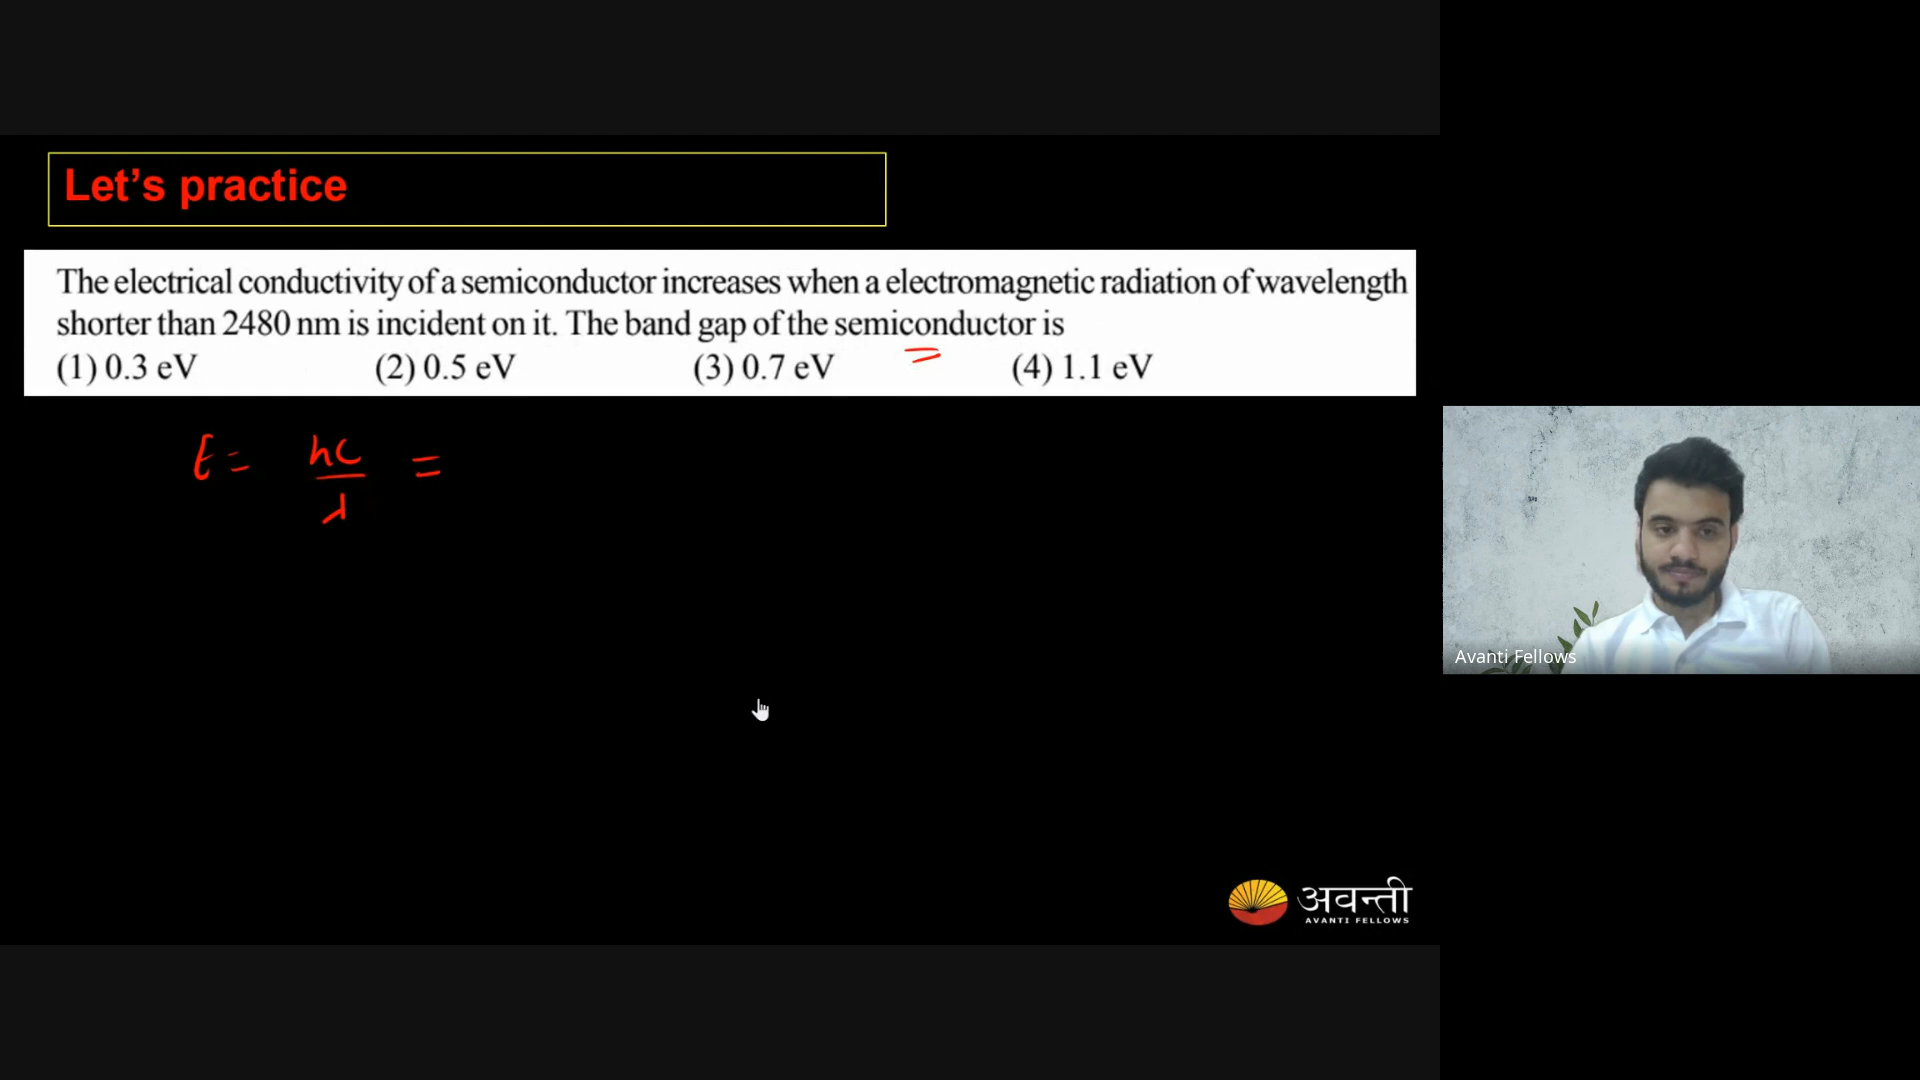 Let's practice
The electrical conductivity of a semiconductor increases when a electromagnetic radiation of wavelength
shorter than 2480 nm is incident on it. The band gap of the semiconductor is
(1) 0.3 eV (2) 0.5 eV (3) 0.7 eV (4) 1.1 eV
E = hc/λ =
Avanti Fellows
अवन्ती
AVANTI FELLOWS